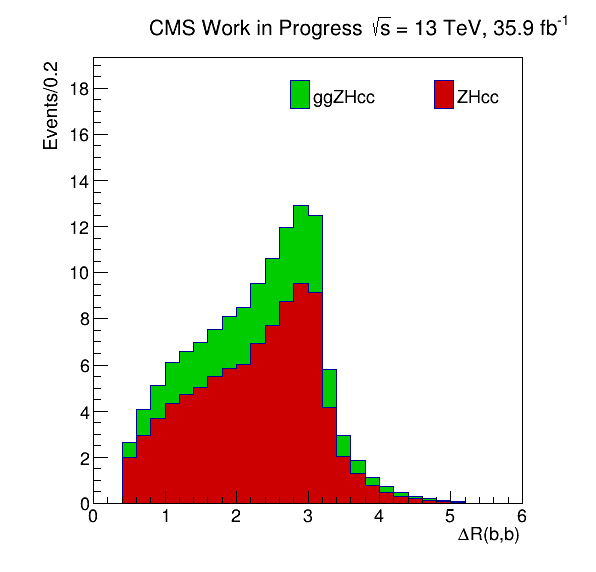 CMS Work in Progress √s = 13 TeV, 35.9 fb⁻¹
Events/0.2
ggZHcc ZHcc
18
16
14
12
10
8
6
4
2
0
0 1 2 3 4 5 6
ΔR(b,b)